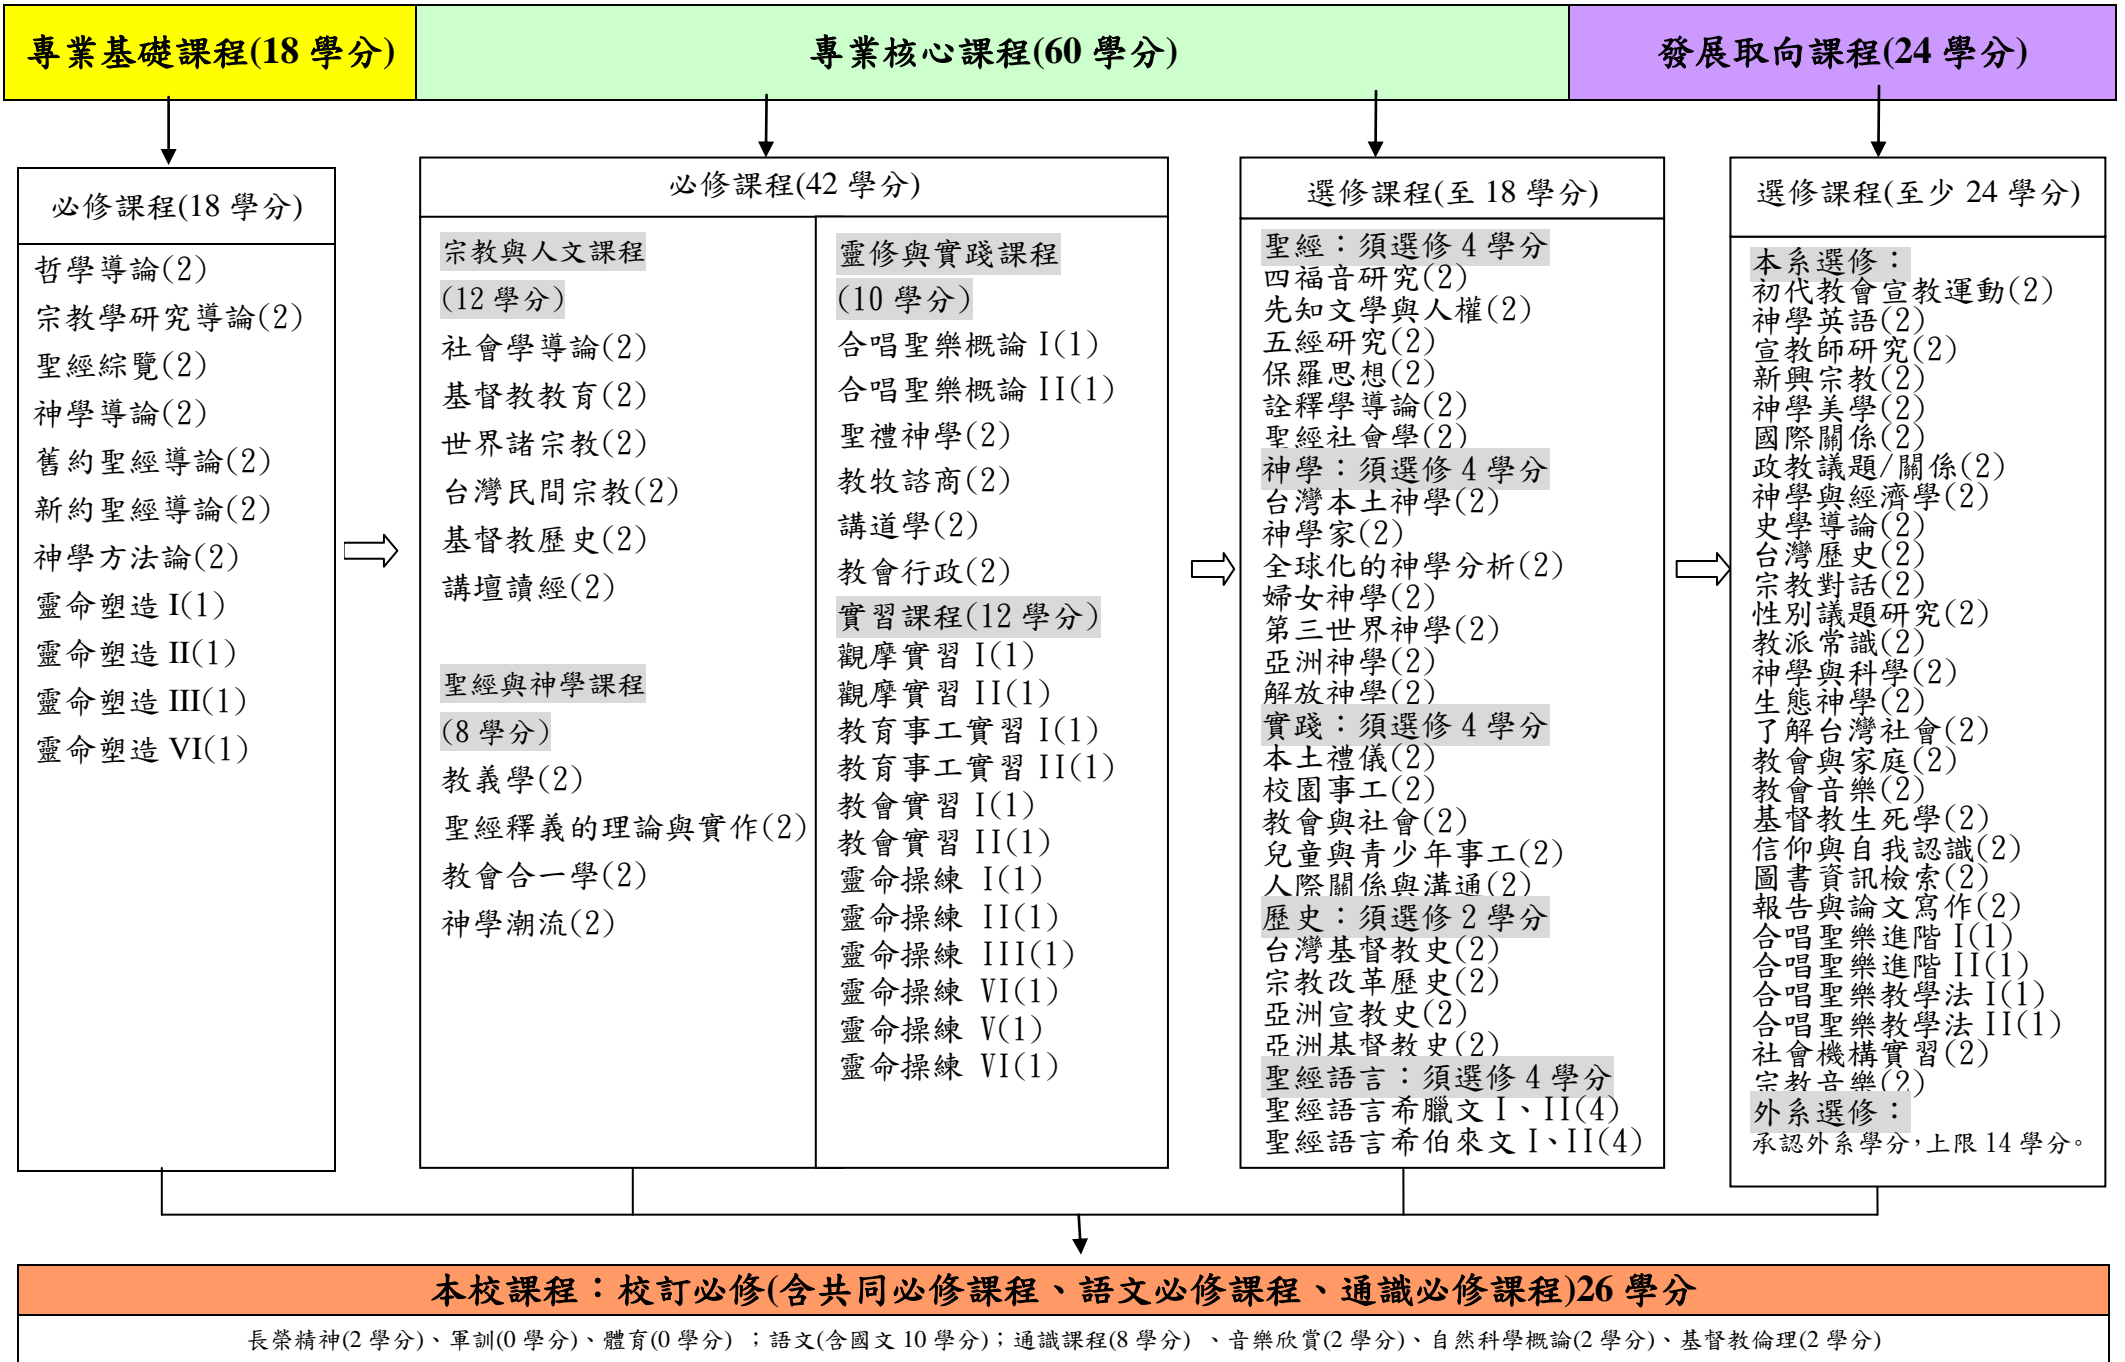 專業基礎課程(18 學分)
專業核心課程(60 學分)
發展取向課程(24 學分)
必修課程(18 學分)
哲學導論(2)
宗教學研究導論(2)
聖經綜覽(2)
神學導論(2)
舊約聖經導論(2)
新約聖經導論(2)
神學方法論(2)
靈命塑造 I(1)
靈命塑造 II(1)
靈命塑造 III(1)
靈命塑造 VI(1)
必修課程(42 學分)
宗教與人文課程
(12 學分)
社會學導論(2)
基督教教育(2)
世界諸宗教(2)
台灣民間宗教(2)
基督教歷史(2)
講壇讀經(2)
聖經與神學課程
(8 學分)
教義學(2)
聖經釋義的理論與實作(2)
教會合一學(2)
神學潮流(2)
靈修與實踐課程
(10 學分)
合唱聖樂概論 I(1)
合唱聖樂概論 II(1)
聖禮神學(2)
教牧諮商(2)
講道學(2)
教會行政(2)
實習課程(12 學分)
觀摩實習 I(1)
觀摩實習 II(1)
教育事工實習 I(1)
教育事工實習 II(1)
教會實習 I(1)
教會實習 II(1)
靈命操練 I(1)
靈命操練 II(1)
靈命操練 III(1)
靈命操練 VI(1)
靈命操練 V(1)
靈命操練 VI(1)
選修課程(至 18 學分)
聖經：須選修 4 學分
四福音研究(2)
先知文學與人權(2)
五經研究(2)
保羅思想(2)
詮釋學導論(2)
聖經社會學(2)
神學：須選修 4 學分
台灣本土神學(2)
神學家(2)
全球化的神學分析(2)
婦女神學(2)
第三世界神學(2)
亞洲神學(2)
解放神學(2)
實踐：須選修 4 學分
本土禮儀(2)
校園事工(2)
教會與社會(2)
兒童與青少年事工(2)
人際關係與溝通(2)
歷史：須選修 2 學分
台灣基督教史(2)
宗教改革歷史(2)
亞洲宣教史(2)
亞洲基督教史(2)
聖經語言：須選修 4 學分
聖經語言希臘文 I、II(4)
聖經語言希伯來文 I、II(4)
選修課程(至少 24 學分)
本系選修：
初代教會宣教運動(2)
神學英語(2)
宣教師研究(2)
新興宗教(2)
神學美學(2)
國際關係(2)
政教議題/關係(2)
神學與經濟學(2)
史學導論(2)
台灣歷史(2)
宗教對話(2)
性別議題研究(2)
教派常識(2)
神學與科學(2)
生態神學(2)
了解台灣社會(2)
教會與家庭(2)
教會音樂(2)
基督教生死學(2)
信仰與自我認識(2)
圖書資訊檢索(2)
報告與論文寫作(2)
合唱聖樂進階 I(1)
合唱聖樂進階 II(1)
合唱聖樂教學法 I(1)
合唱聖樂教學法 II(1)
社會機構實習(2)
宗教音樂(2)
外系選修：
承認外系學分，上限 14 學分。
本校課程：校訂必修(含共同必修課程、語文必修課程、通識必修課程)26 學分
長榮精神(2 學分)、軍訓(0 學分)、體育(0 學分) ；語文(含國文 10 學分)；通識課程(8 學分) 、音樂欣賞(2 學分)、自然科學概論(2 學分)、基督教倫理(2 學分)